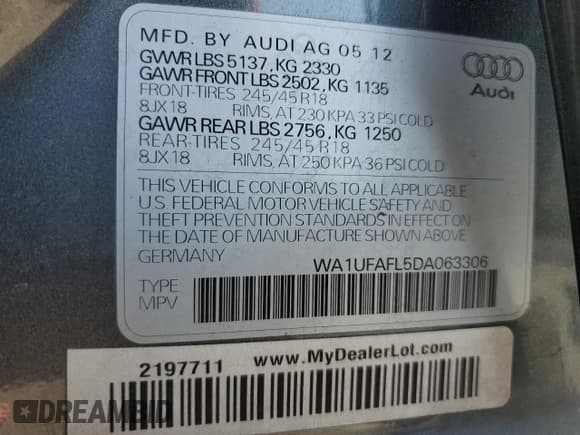 MFD. BY AUDI AG 05 12
GVWR LBS 5137, KG 2330
GAWR FRONT LBS 2502, KG 1135
FRONT-TIRES 245/45 R18
8JX18 RIMS, AT 230 KPA 33 PSI COLD
GAWR REAR LBS 2756, KG 1250
REAR-TIRES 245/45 R18
8JX18 RIMS, AT 250 KPA 36 PSI COLD
THIS VEHICLE CONFORMS TO ALL APPLICABLE
U.S FEDERAL MOTOR VEHICLE SAFETY AND
THEFT PREVENTION STANDARDS IN EFFECT ON
THE DATE OF MANUFACTURE SHOWN ABOVE.
GERMANY WA1UFAFL5DA063306
TYPE
MPV
Audi
2197711 www.MyDealerLot.com
DREAMBID